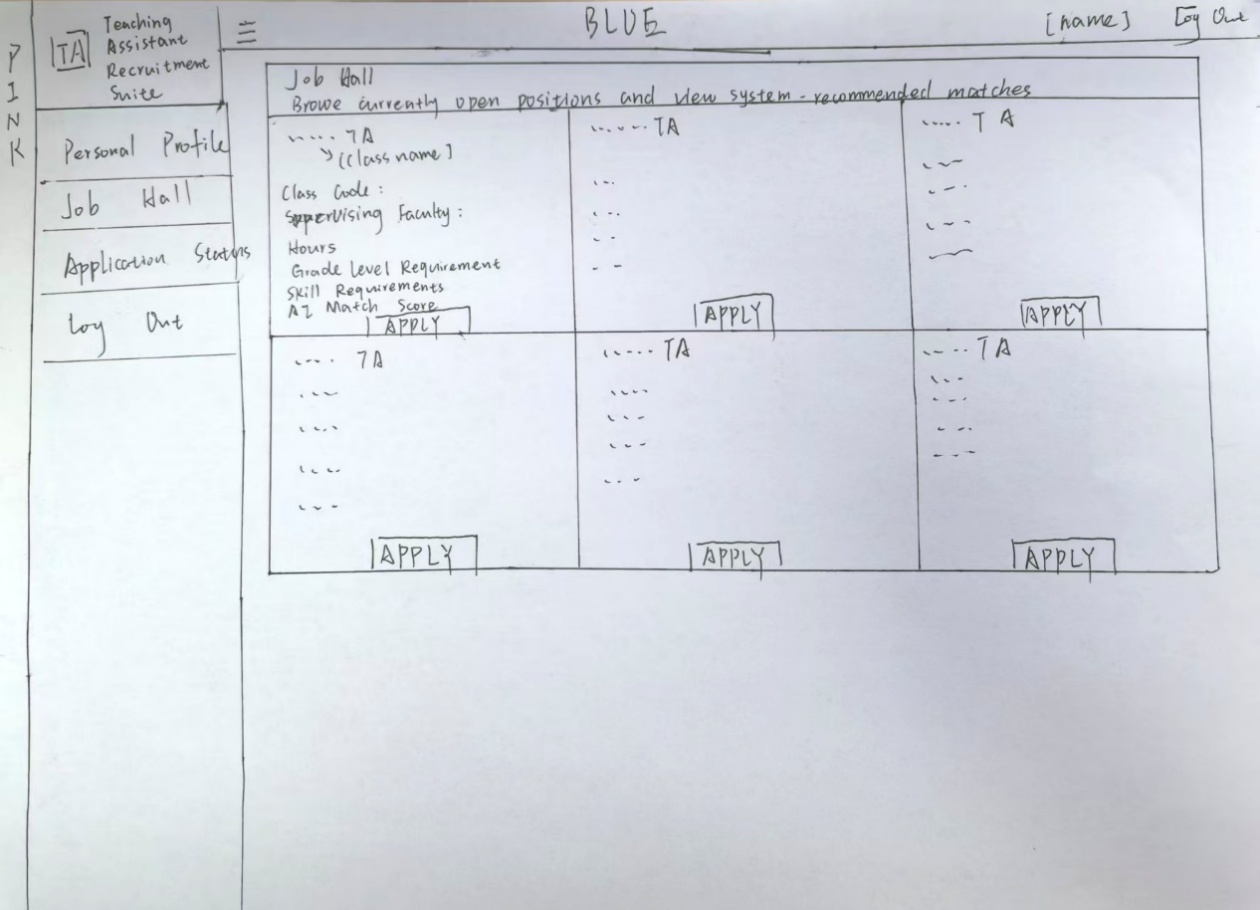 PINK
TA
Teaching
Assistant
Recruitment
Suite
BLUE
[name]
Log Out
Personal Profile
Job Hall
Application Status
Log Out
Job Hall
Browe currently open positions and view system-recommended matches
..... TA
[class name]
Class Code:
Supervising Faculty:
Hours
Grade Level Requirement
Skill Requirements
AI Match Score
APPLY
...... TA
APPLY
..... TA
APPLY
.... TA
APPLY
..... TA
APPLY
..... TA
APPLY